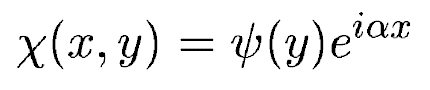 χ(x, y) = ψ(y)e^{iαx}